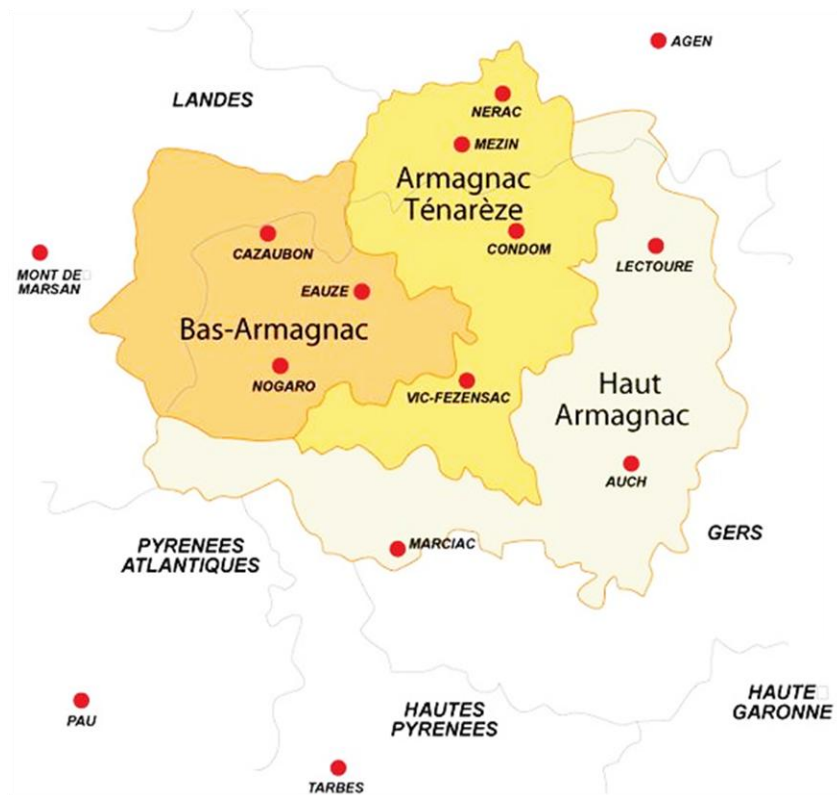 AGEN
LANDES
NERAC
MEZIN
Armagnac
Ténarèze
CAZAUBON
CONDOM
LECTOURE
MONT DE
MARSAN
EAUZE
Bas-Armagnac
NOGARO
VIC-FEZENSAC
Haut
Armagnac
AUCH
PYRENEES
ATLANTIQUES
MARCIAC
GERS
PAU
HAUTES
PYRENEES
HAUTE
GARONNE
TARBES